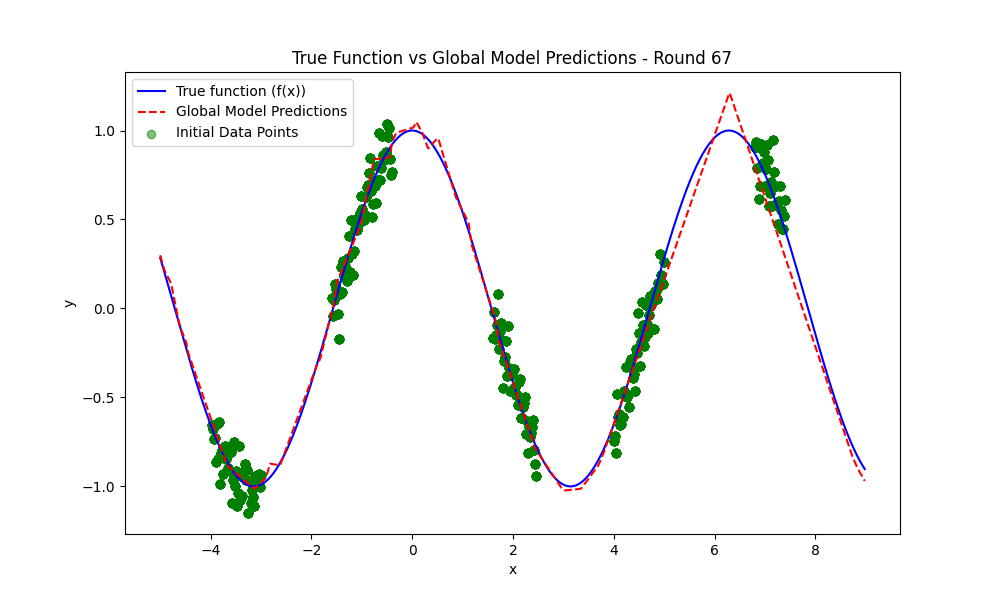 True Function vs Global Model Predictions - Round 67
True function (f(x))
Global Model Predictions
Initial Data Points
1.0
0.5
0.0
−0.5
−1.0
y
−4
−2
0
2
4
6
8
x